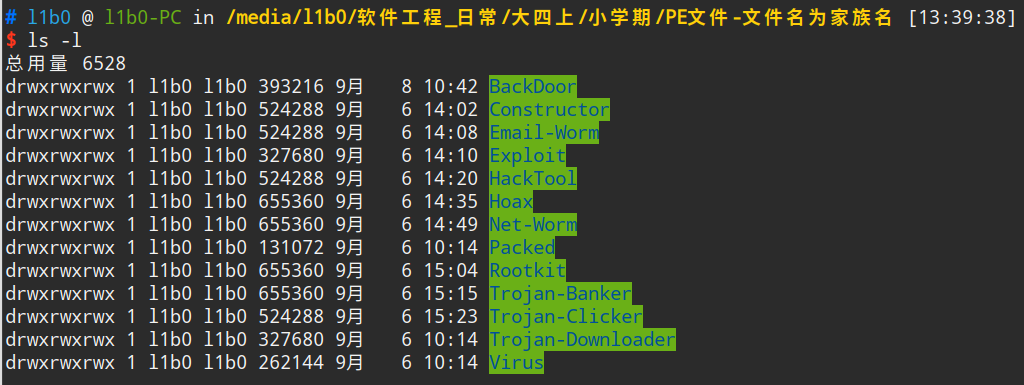 # l1b0 @ l1b0-PC in /media/l1b0/软件工程_日常/大四上/小学期/PE文件-文件名为家族名 [13:39:38]
$ ls -l
总用量 6528
drwxrwxrwx 1 l1b0 l1b0 393216 9月   8 10:42 BackDoor
drwxrwxrwx 1 l1b0 l1b0 524288 9月   6 14:02 Constructor
drwxrwxrwx 1 l1b0 l1b0 524288 9月   6 14:08 Email-Worm
drwxrwxrwx 1 l1b0 l1b0 327680 9月   6 14:10 Exploit
drwxrwxrwx 1 l1b0 l1b0 524288 9月   6 14:20 HackTool
drwxrwxrwx 1 l1b0 l1b0 655360 9月   6 14:35 Hoax
drwxrwxrwx 1 l1b0 l1b0 655360 9月   6 14:49 Net-Worm
drwxrwxrwx 1 l1b0 l1b0 131072 9月   6 10:14 Packed
drwxrwxrwx 1 l1b0 l1b0 655360 9月   6 15:04 Rootkit
drwxrwxrwx 1 l1b0 l1b0 655360 9月   6 15:15 Trojan-Banker
drwxrwxrwx 1 l1b0 l1b0 524288 9月   6 15:23 Trojan-Clicker
drwxrwxrwx 1 l1b0 l1b0 327680 9月   6 10:14 Trojan-Downloader
drwxrwxrwx 1 l1b0 l1b0 262144 9月   6 10:14 Virus